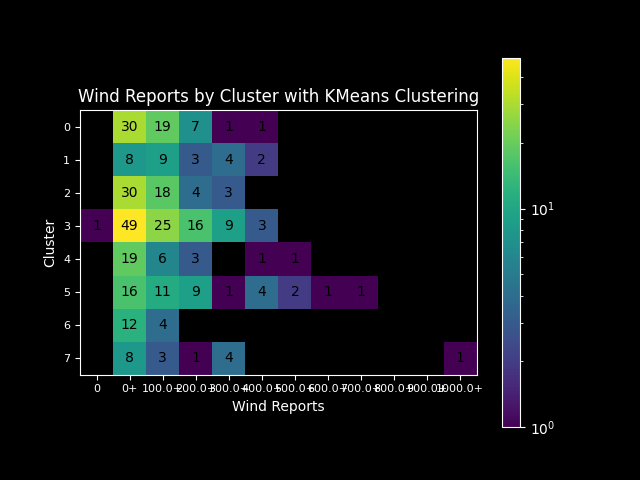 Wind Reports by Cluster with KMeans Clustering
0 30 19 7 1 1
1 8 9 3 4 2
2 30 18 4 3
3 1 49 25 16 9 3
4 19 6 3 1 1
5 16 11 9 1 4 2 1 1
6 12 4
7 8 3 1 4 1
0 0+ 100.0+ 200.0+ 300.0+ 400.0+ 500.0+ 600.0+ 700.0+ 800.0+ 900.0+ 1000.0+
Wind Reports
Cluster
10¹
10⁰